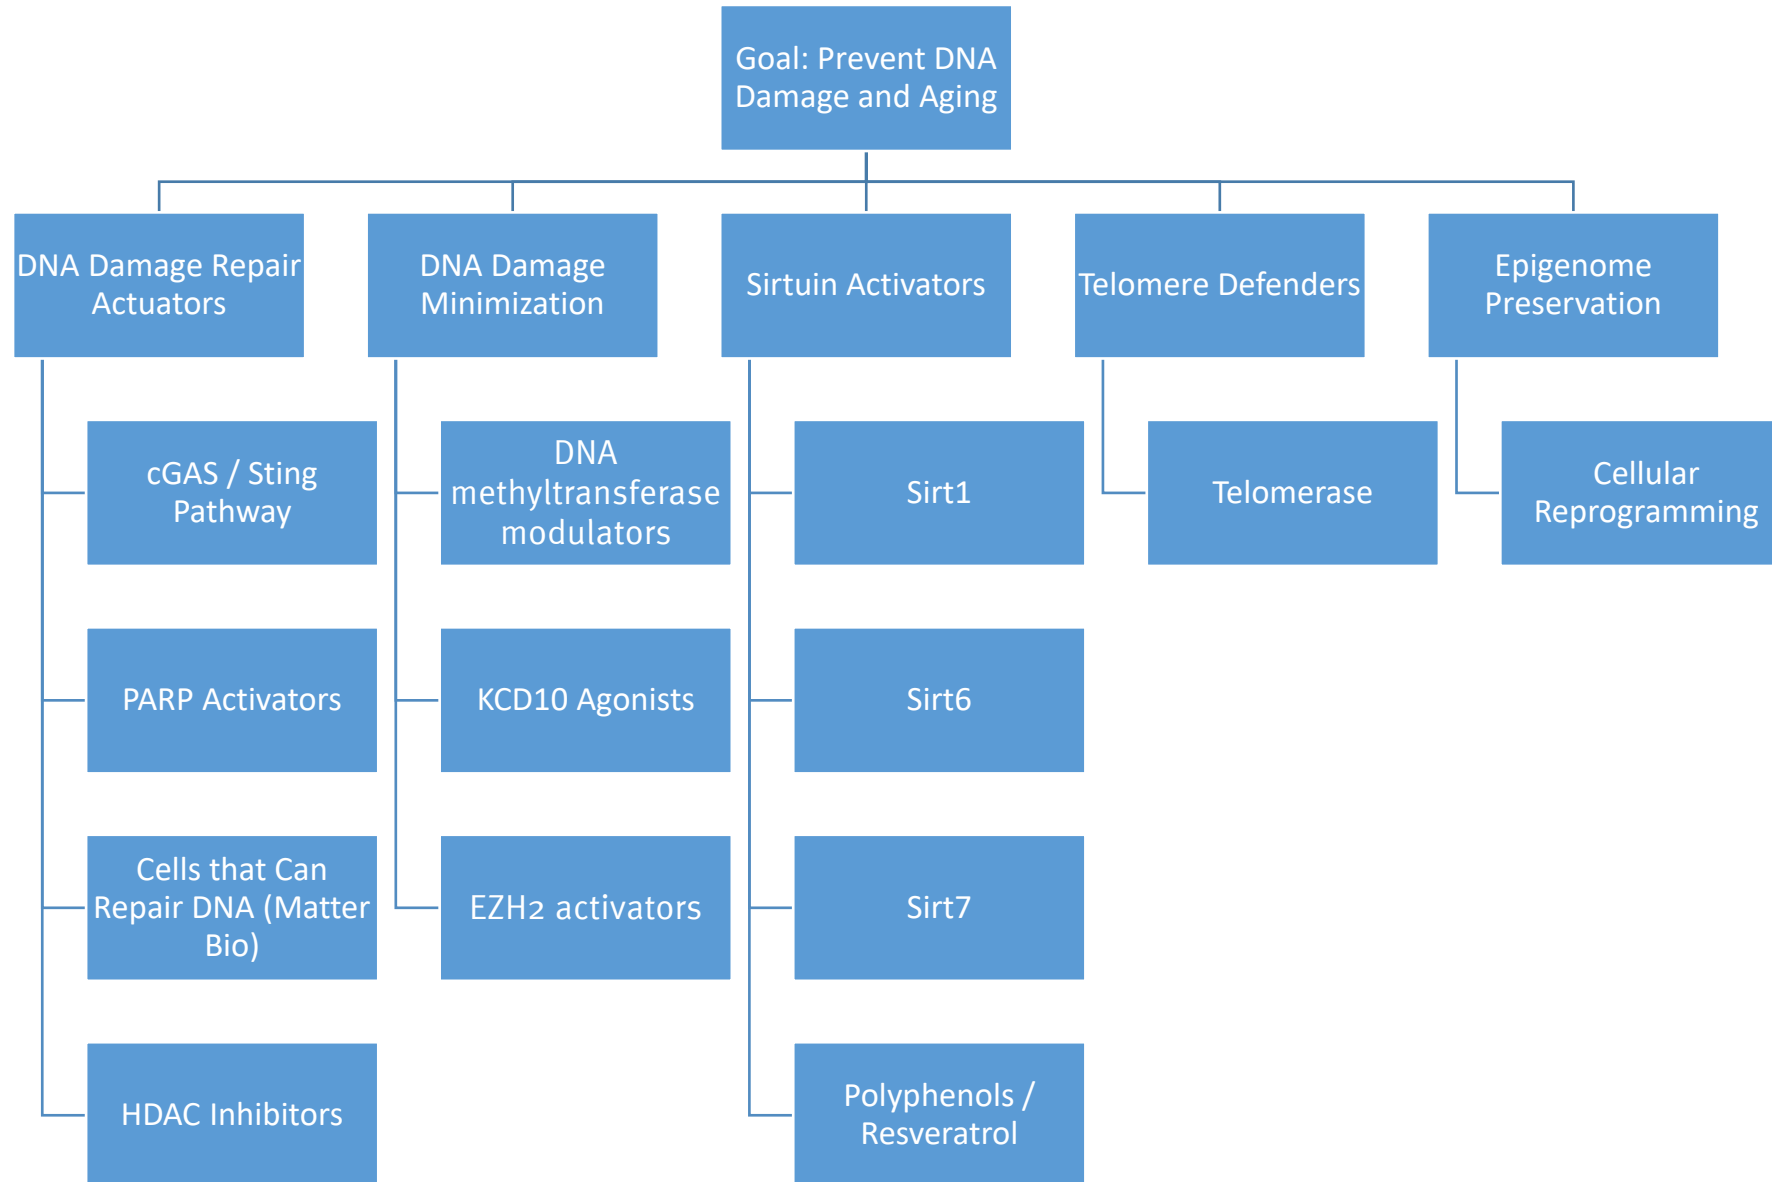 Goal: Prevent DNA
Damage and Aging
DNA Damage Repair
Actuators
DNA Damage
Minimization
Sirtuin Activators
Telomere Defenders
Epigenome
Preservation
cGAS / Sting
Pathway
DNA
methyltransferase
modulators
Sirt1
Telomerase
Cellular
Reprogramming
PARP Activators
KCD10 Agonists
Sirt6
Cells that Can
Repair DNA (Matter
Bio)
EZH2 activators
Sirt7
HDAC Inhibitors
Polyphenols /
Resveratrol